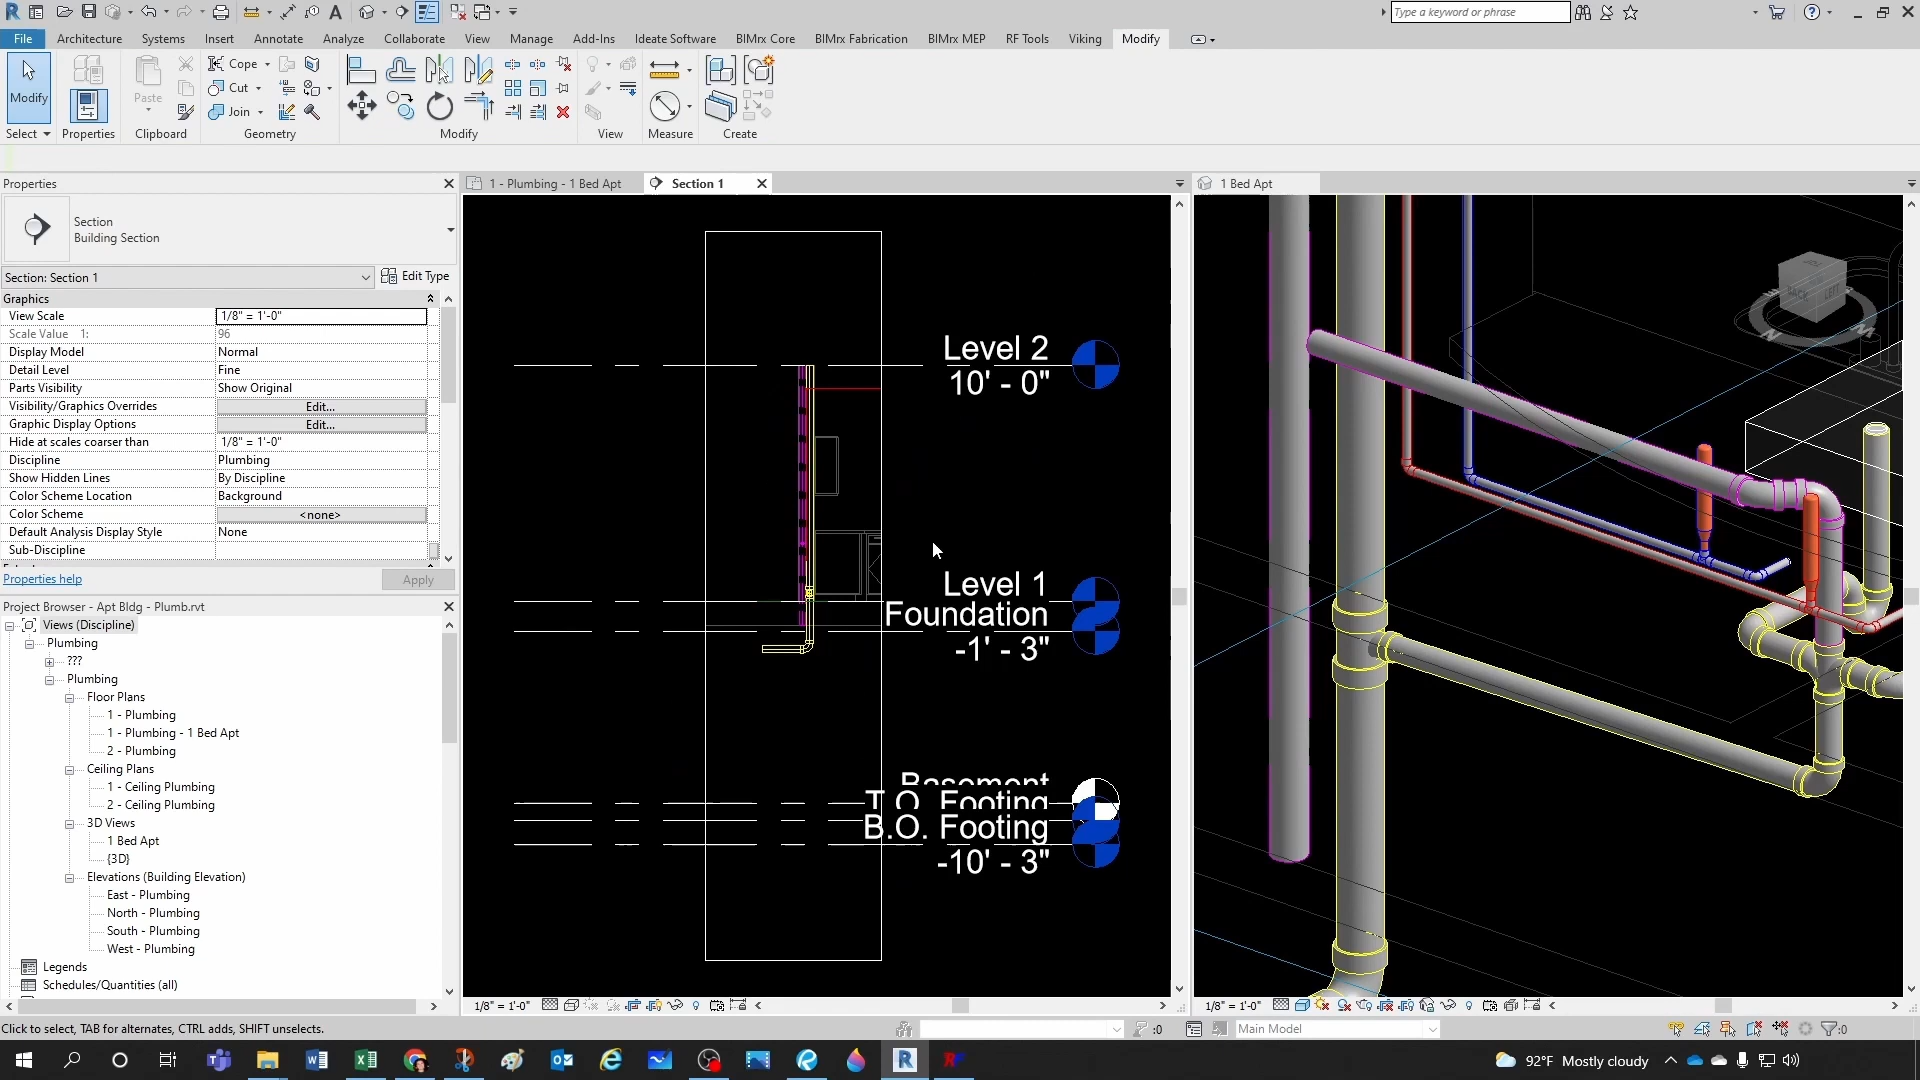 Type a keyword or phrase
File Architecture Systems Insert Annotate Analyze Collaborate View Manage Add-Ins Ideate Software BIMrx Core BIMrx Fabrication BIMrx MEP RF Tools Viking Modify
Modify Paste Cope Cut Join
Select Properties Clipboard Geometry Modify View Measure Create
Properties
1 - Plumbing - 1 Bed Apt
Section 1
1 Bed Apt
Section
Building Section
Section: Section 1
Edit Type
Graphics
View Scale 1/8" = 1'-0"
Scale Value 1: 96
Display Model Normal
Detail Level Fine
Parts Visibility Show Original
Visibility/Graphics Overrides Edit...
Graphic Display Options Edit...
Hide at scales coarser than 1/8" = 1'-0"
Discipline Plumbing
Show Hidden Lines By Discipline
Color Scheme Location Background
Color Scheme <none>
Default Analysis Display Style None
Sub-Discipline
Properties help
Apply
Project Browser - Apt Bldg - Plumb.rvt
Views (Discipline)
Plumbing
???
Plumbing
Floor Plans
1 - Plumbing
1 - Plumbing - 1 Bed Apt
2 - Plumbing
Ceiling Plans
1 - Ceiling Plumbing
2 - Ceiling Plumbing
3D Views
1 Bed Apt
{3D}
Elevations (Building Elevation)
East - Plumbing
North - Plumbing
South - Plumbing
West - Plumbing
Legends
Schedules/Quantities (all)
Level 2
10' - 0"
Level 1
Foundation
-1' - 3"
Basement
T.O. Footing
B.O. Footing
-10' - 3"
BACK
LEFT
1/8" = 1'-0"
1/8" = 1'-0"
Click to select, TAB for alternates, CTRL adds, SHIFT unselects.
:0
Main Model
:0
92°F Mostly cloudy